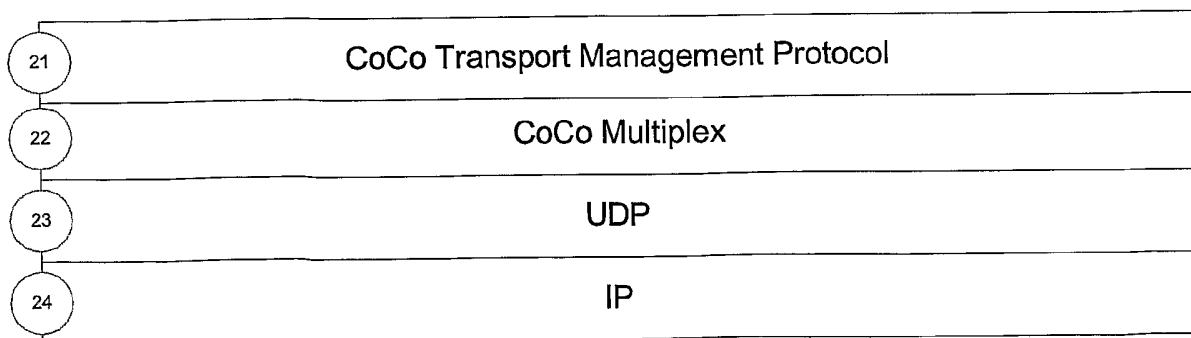 21 CoCo Transport Management Protocol
22 CoCo Multiplex
23 UDP
24 IP